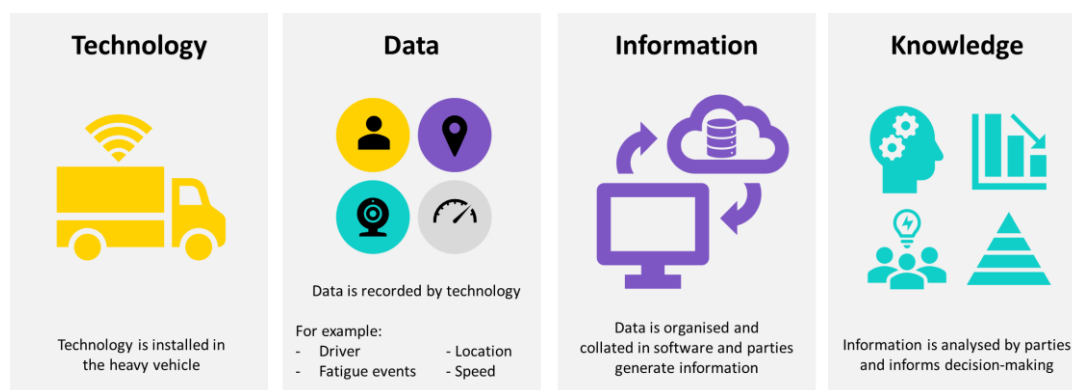 Technology
Technology is installed in
the heavy vehicle
Data
Data is recorded by technology
For example:
- Driver
- Fatigue events
- Location
- Speed
Information
Data is organised and
collated in software and parties
generate information
Knowledge
Information is analysed by parties
and informs decision-making